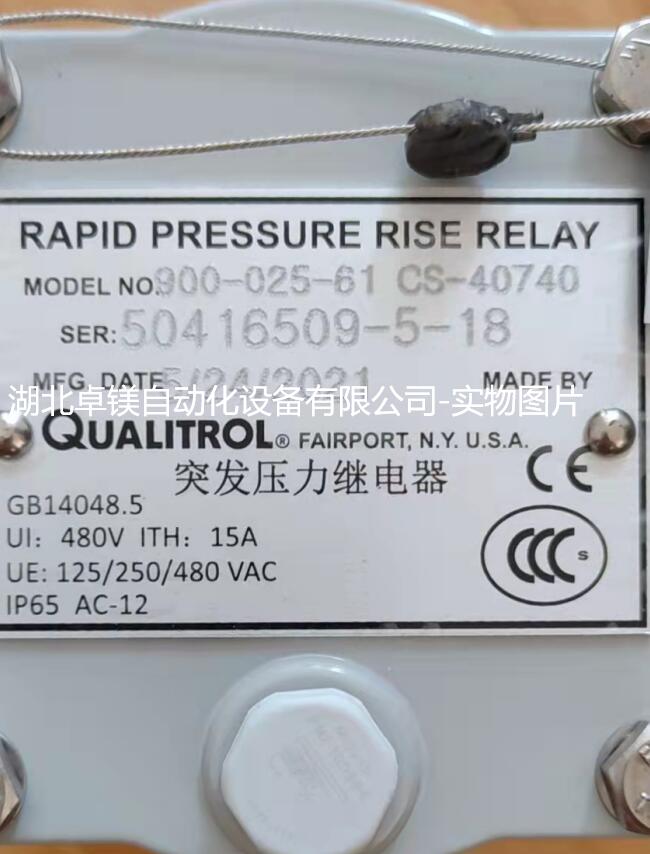 RAPID PRESSURE RISE RELAY
MODEL NO. 900-025-61 CS-40740
SER: 50416509-5-18
MFG. DATE 5/24/2021 MADE BY
湖北卓镁自动化设备有限公司-实物图片
QUALITROL® FAIRPORT, N.Y. U.S.A.
突发压力继电器
CE
GB14048.5
UI: 480V ITH: 15A
CCC S
UE: 125/250/480 VAC
IP65 AC-12